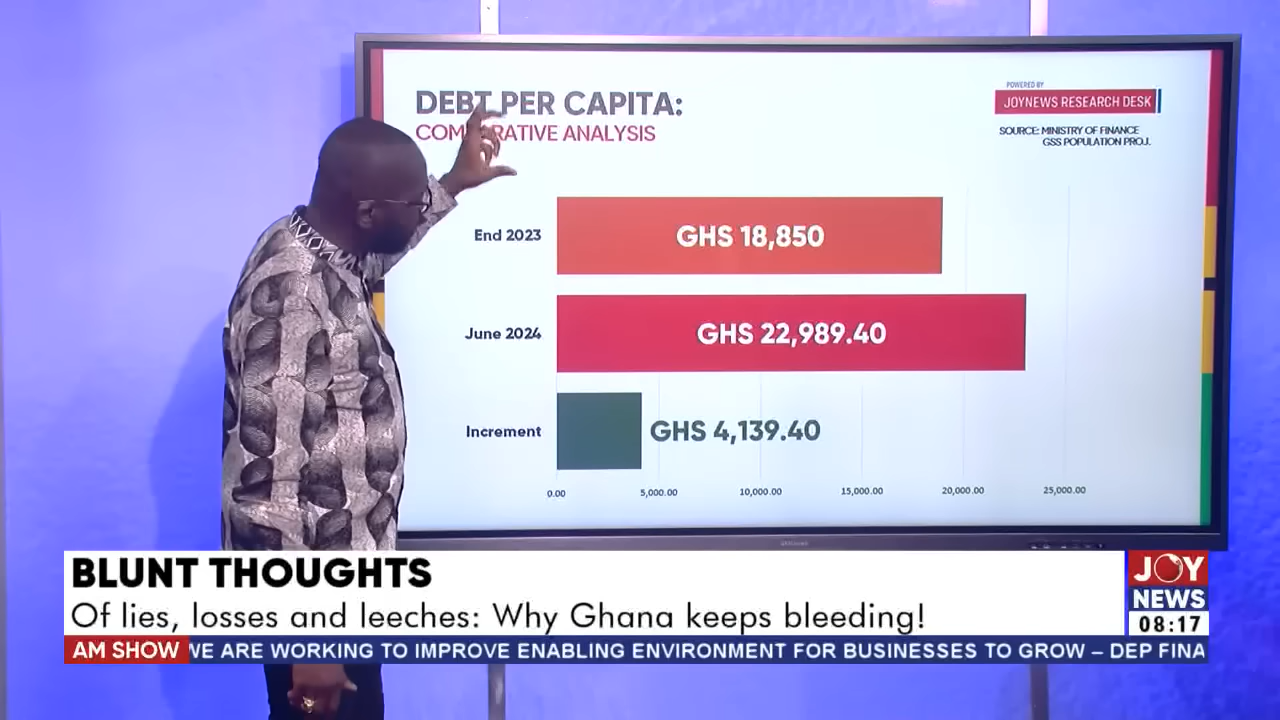 DEBT PER CAPITA:
COMPARATIVE ANALYSIS
POWERED BY
JOYNEWS RESEARCH DESK
SOURCE: MINISTRY OF FINANCE
GSS POPULATION PROJ.
End 2023
GHS 18,850
June 2024
GHS 22,989.40
Increment
GHS 4,139.40
0.00 5,000.00 10,000.00 15,000.00 20,000.00 25,000.00
BLUNT THOUGHTS
Of lies, losses and leeches: Why Ghana keeps bleeding!
JOY
NEWS
08:17
AM SHOW WE ARE WORKING TO IMPROVE ENABLING ENVIRONMENT FOR BUSINESSES TO GROW – DEP FINA